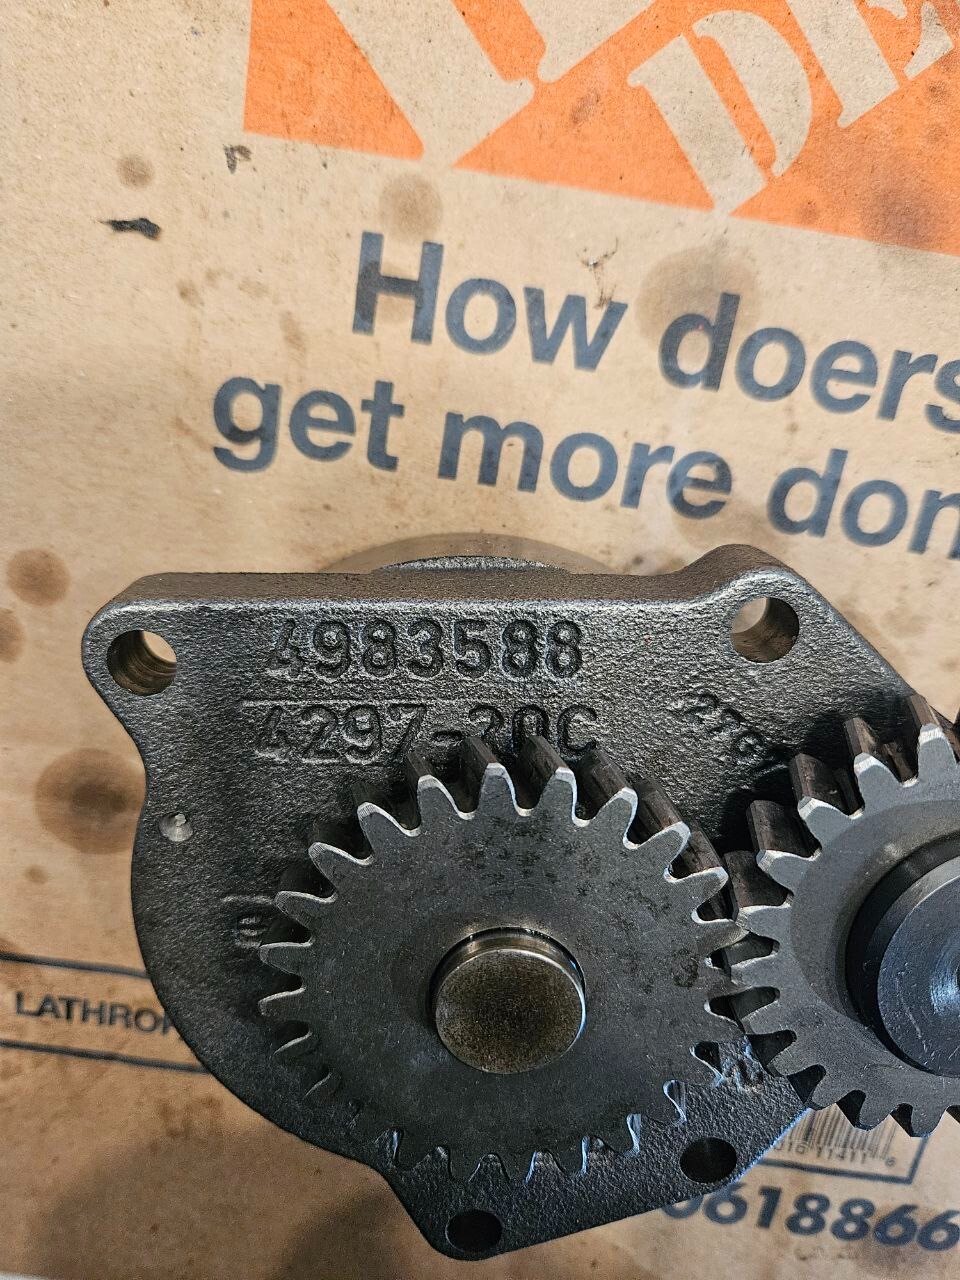 How doers
get more don
4983588
4297-20C
LATHROP
0618866